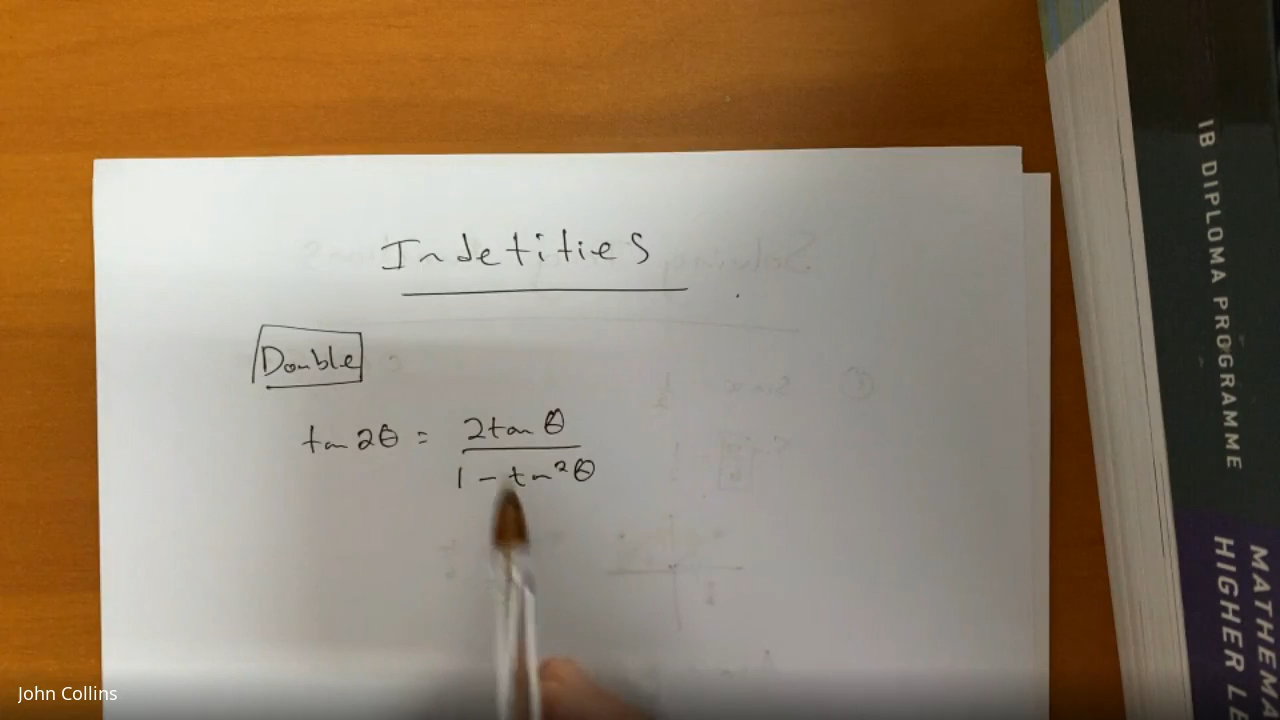 Indetities
Double
tan 2θ = 2tan θ
1 - tan²θ
IB DIPLOMA PROGRAMME
MATHEMA
HIGHER LE
John Collins